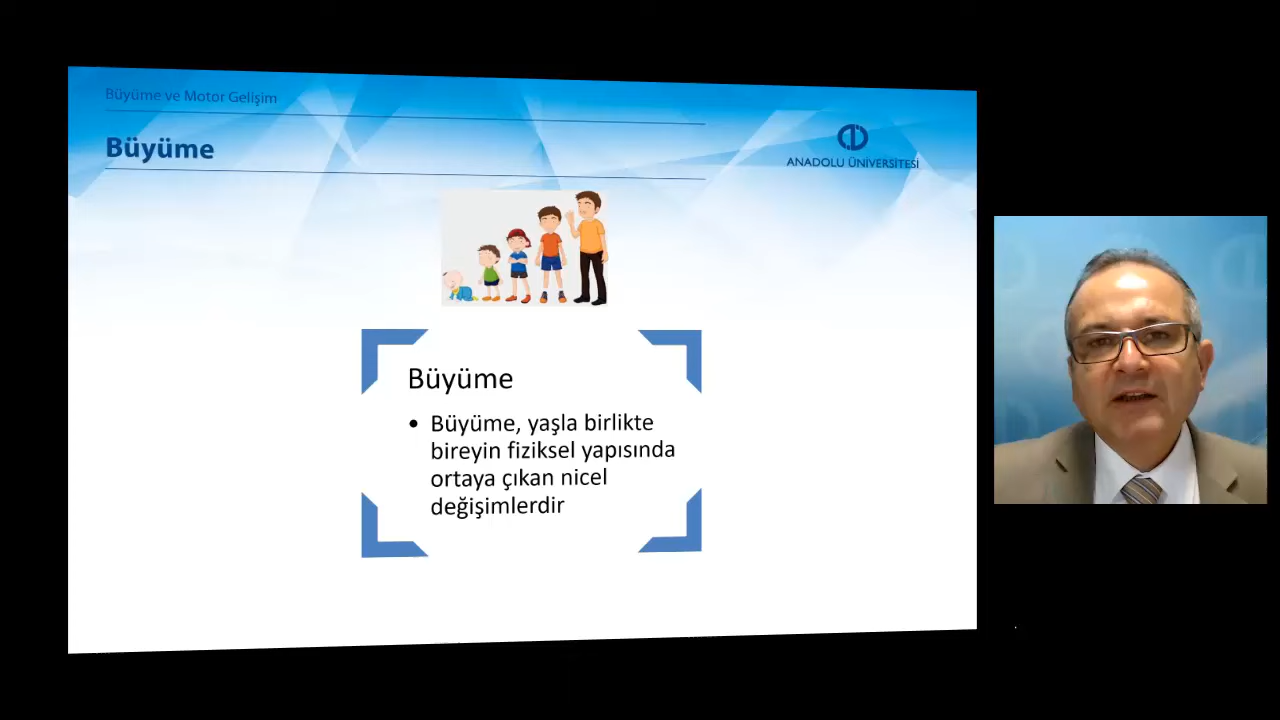 Büyüme ve Motor Gelişim
Büyüme
ANADOLU ÜNİVERSİTESİ
Büyüme
• Büyüme, yaşla birlikte
bireyin fiziksel yapısında
ortaya çıkan nicel
değişimlerdir